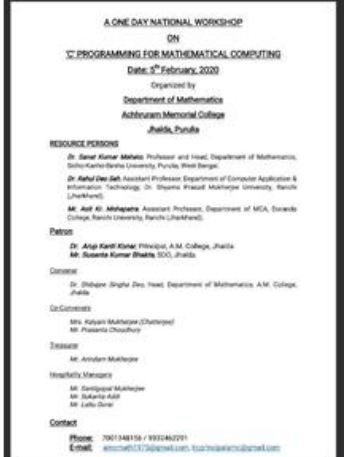 A ONE DAY NATIONAL WORKSHOP
ON
'C' PROGRAMMING FOR MATHEMATICAL COMPUTING
Date: 5th February, 2020
Organized by
Department of Mathematics
Achhruram Memorial College
Jhalda, Purulia
RESOURCE PERSONS
Dr. Sanat Kumar Mahato, Professor and Head, Department of Mathematics,
Sidho-Kanho-Birsha University, Purulia, West Bengal.
Dr. Rahul Deo Sah, Assistant Professor, Department of Computer Application &
Information Technology, Dr. Shyama Prasad Mukherjee University, Ranchi
(Jharkhand).
Mr. Asit Kr. Mohapatra, Assistant Professor, Department of MCA, Doranda
College, Ranchi University, Ranchi (Jharkhand).
Patron
Dr. Arup Kanti Konar, Principal, A.M. College, Jhalda
Mr. Susanta Kumar Bhakta, SDO, Jhalda.
Convener
Dr. Singha Deo, Head, Department of Mathematics, A.M. College,
Jhalda
Co-Conveners
Mrs. Kalyani Mukherjee (Chatterjee)
Mr. Prasanta Choudhury
Treasurer
Mr. Arindam Mukherjee
Hospitality Managers
Mr. Santigopal Mukherjee
Mr. Sukanta Addi
Mr. Laltu Dorai
Contact
Phone: 7001348156 / 9332462201
E-mail: